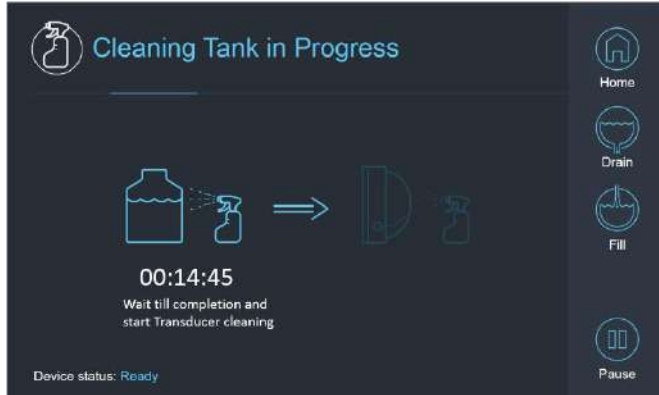 Cleaning Tank in Progress
Home
Drain
Fill
00:14:45
Wait till completion and
start Transducer cleaning
Device status: Ready
Pause